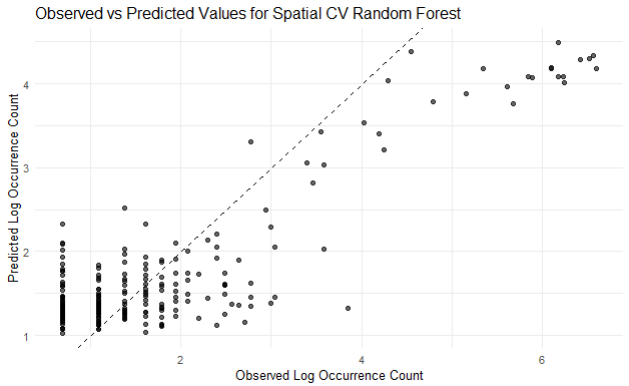 Observed vs Predicted Values for Spatial CV Random Forest
Predicted Log Occurrence Count
4
3
2
1
2 4 6
Observed Log Occurrence Count